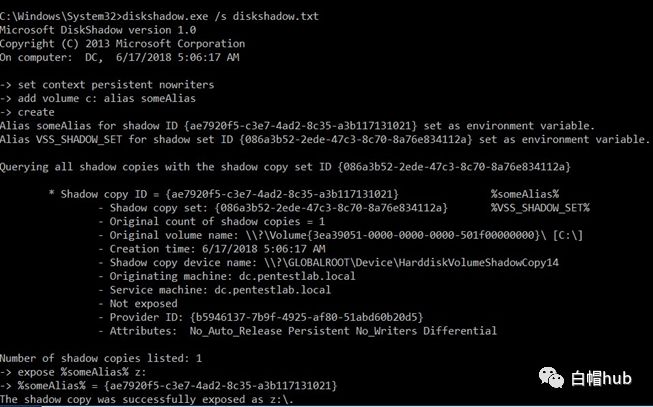 C:\Windows\System32>diskshadow.exe /s diskshadow.txt
Microsoft DiskShadow version 1.0
Copyright (C) 2013 Microsoft Corporation
On computer:  DC,  6/17/2018 5:06:17 AM

-> set context persistent nowriters
-> add volume c: alias someAlias
-> create
Alias someAlias for shadow ID {ae7920f5-c3e7-4ad2-8c35-a3b117131021} set as environment variable.
Alias VSS_SHADOW_SET for shadow set ID {086a3b52-2ede-47c3-8c70-8a76e834112a} set as environment variable.

Querying all shadow copies with the shadow copy set ID {086a3b52-2ede-47c3-8c70-8a76e834112a}

        * Shadow copy ID = {ae7920f5-c3e7-4ad2-8c35-a3b117131021}               %someAlias%
                - Shadow copy set: {086a3b52-2ede-47c3-8c70-8a76e834112a}       %VSS_SHADOW_SET%
                - Original count of shadow copies = 1
                - Original volume name: \\?\Volume{3ea39051-0000-0000-0000-501f00000000}\ [C:\]
                - Creation time: 6/17/2018 5:06:17 AM
                - Shadow copy device name: \\?\GLOBALROOT\Device\HarddiskVolumeShadowCopy14
                - Originating machine: dc.pentestlab.local
                - Service machine: dc.pentestlab.local
                - Not exposed
                - Provider ID: {b5946137-7b9f-4925-af80-51abd60b20d5}
                - Attributes:  No_Auto_Release Persistent No_Writers Differential

Number of shadow copies listed: 1
-> expose %someAlias% z:
-> %someAlias% = {ae7920f5-c3e7-4ad2-8c35-a3b117131021}
The shadow copy was successfully exposed as z:\.
白帽hub